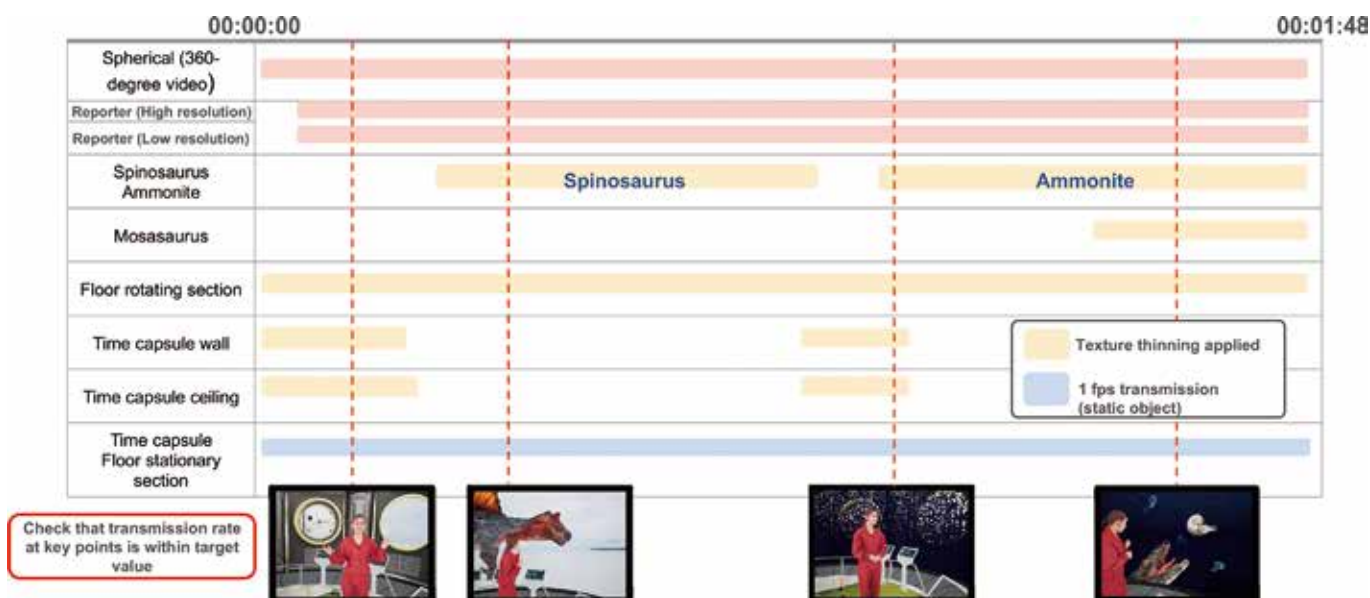 00:00:00
00:01:48
Spherical (360-
degree video)
Reporter (High resolution)
Reporter (Low resolution)
Spinosaurus
Ammonite
Spinosaurus
Ammonite
Mosasaurus
Floor rotating section
Time capsule wall
Time capsule ceiling
Time capsule
Floor stationary
section
Texture thinning applied
1 fps transmission
(static object)
Check that transmission rate
at key points is within target
value